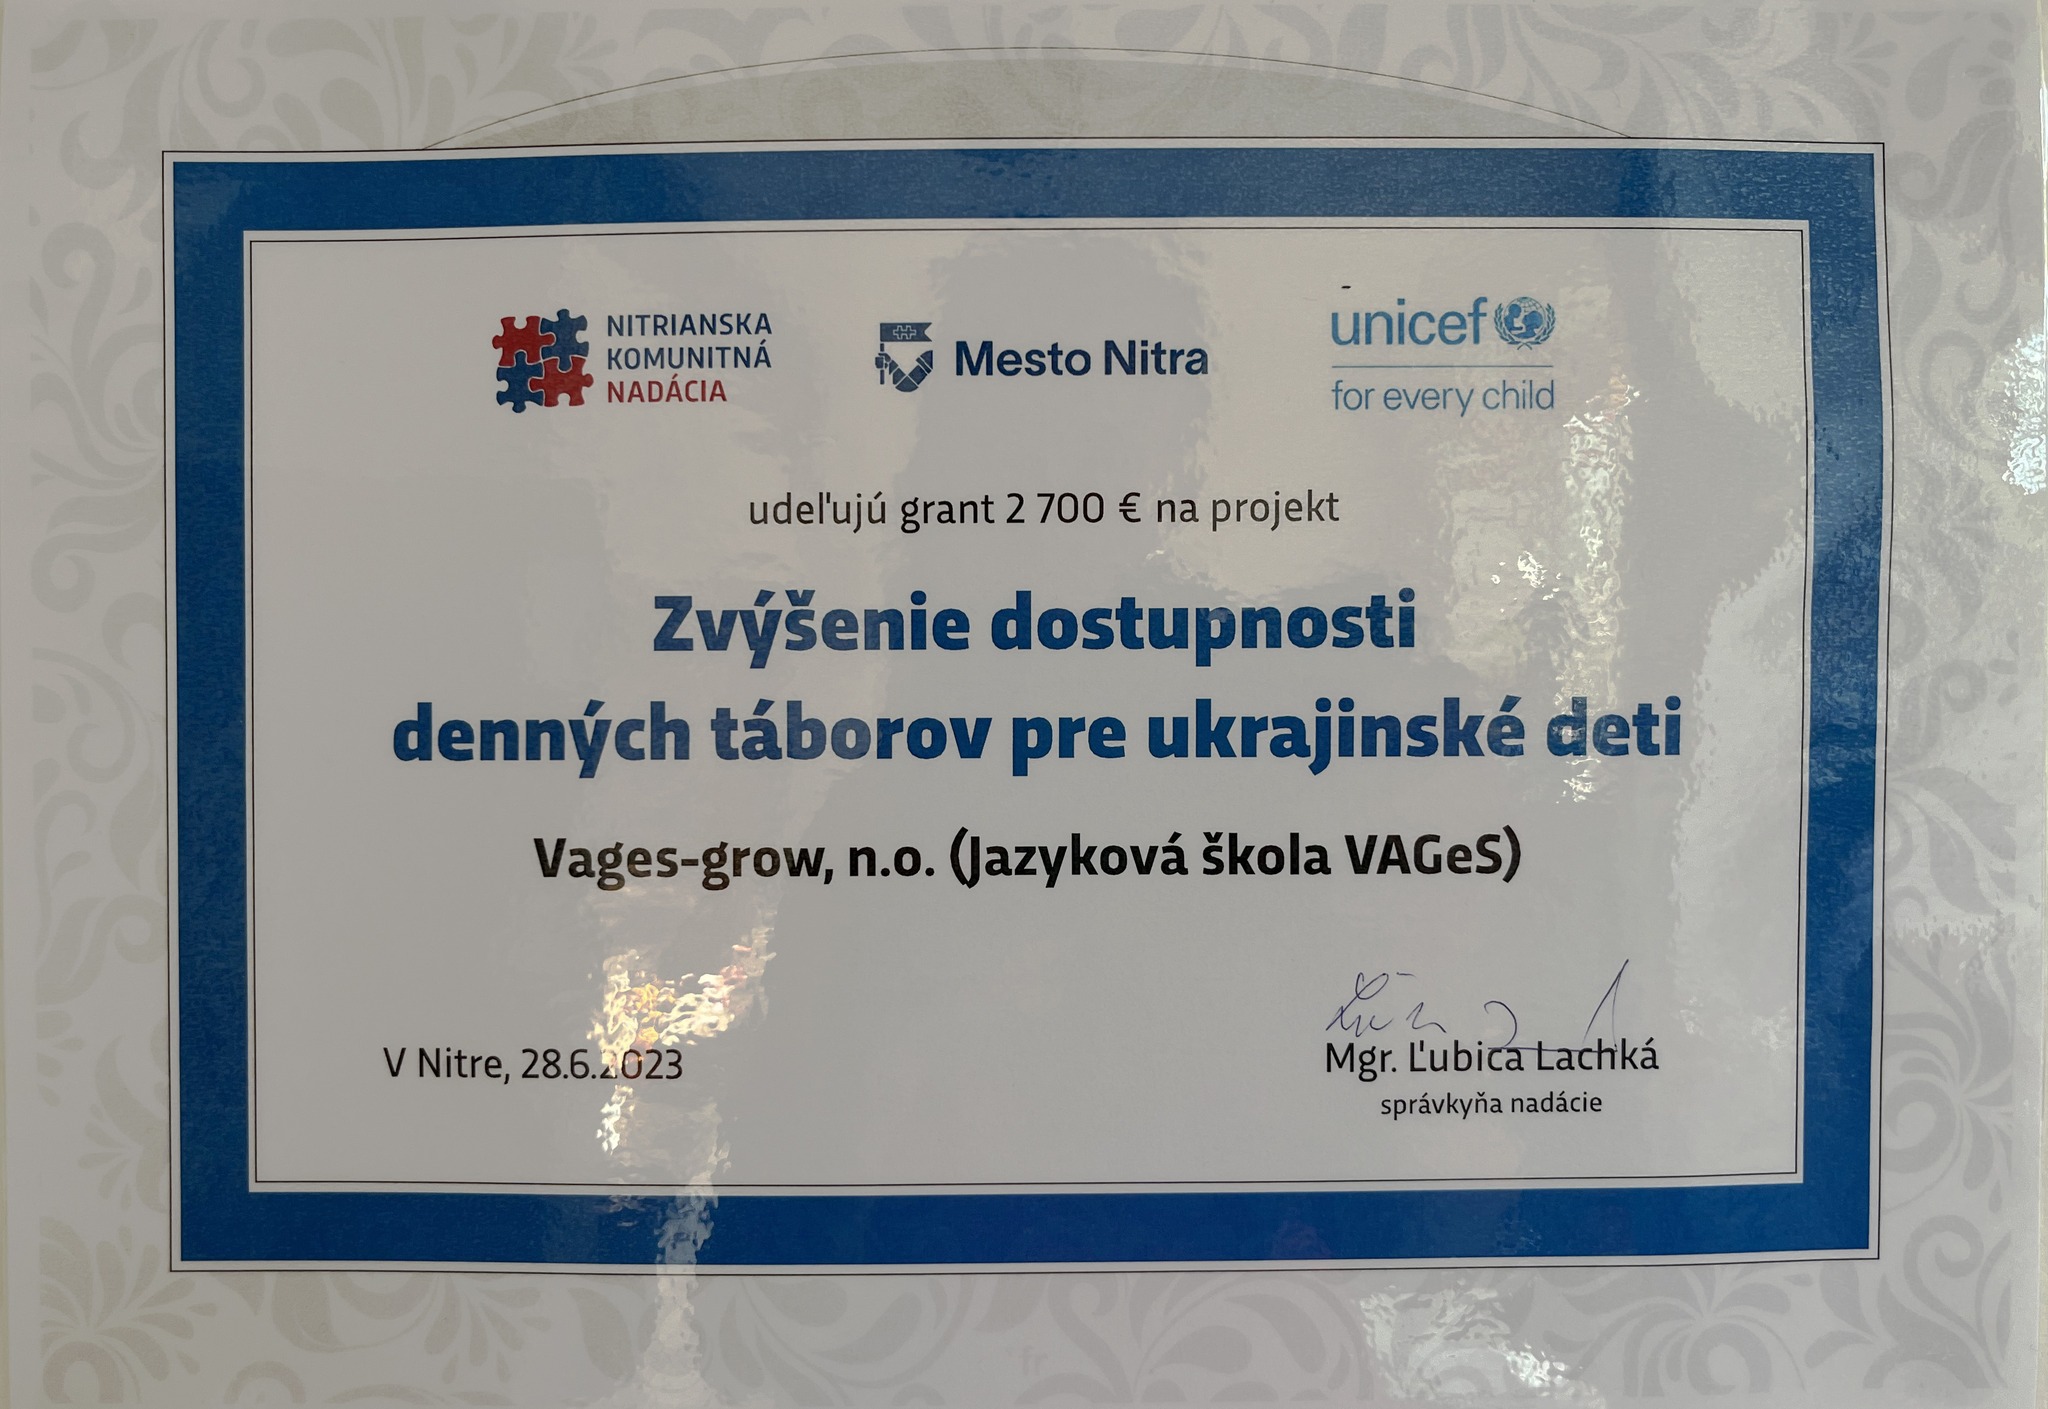 NITRIANSKA
KOMUNITNÁ
NADÁCIA
Mesto Nitra
unicef
for every child
udeľujú grant 2 700 € na projekt
Zvýšenie dostupnosti
denných táborov pre ukrajinské deti
Vages-grow, n.o. (Jazyková škola VAGeS)
V Nitre, 28.6.2023
Mgr. Ľubica Lachká
správkyňa nadácie